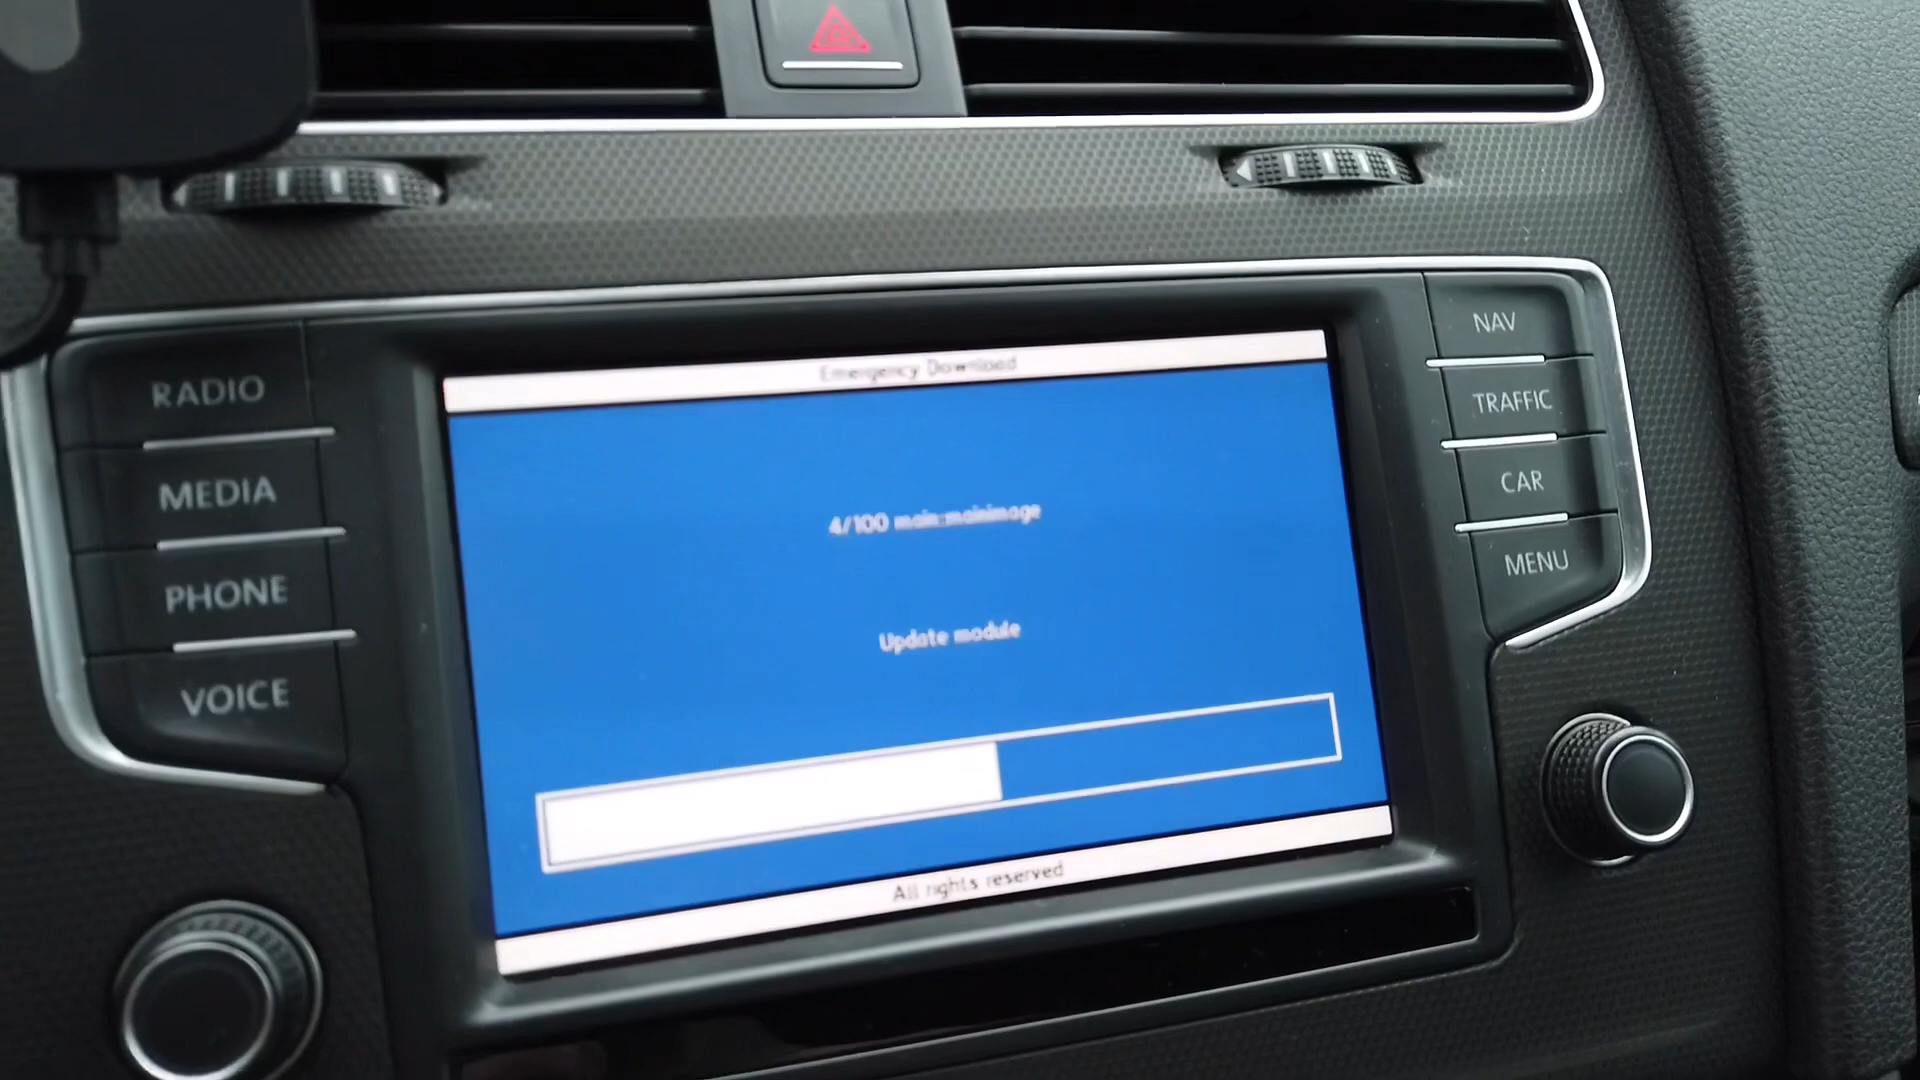 Emergency Download
RADIO
MEDIA
PHONE
VOICE
4/100 main:mainimage
Update module
All rights reserved
NAV
TRAFFIC
CAR
MENU